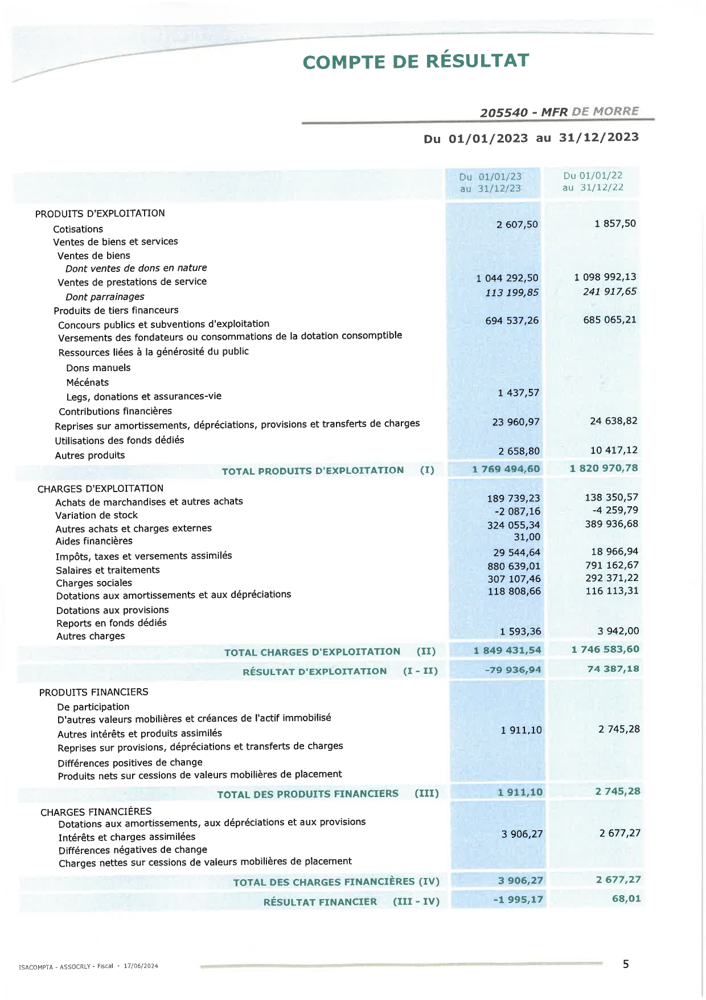 COMPTE DE RÉSULTAT
205540 - MFR DE MORRE
Du 01/01/2023 au 31/12/2023
Du 01/01/23 Du 01/01/22
au 31/12/23 au 31/12/22
PRODUITS D'EXPLOITATION
Cotisations 2 607,50 1 857,50
Ventes de biens et services
Ventes de biens
Dont ventes de dons en nature
Ventes de prestations de service 1 044 292,50 1 098 992,13
Dont parrainages 113 199,85 241 917,65
Produits de tiers financeurs
Concours publics et subventions d'exploitation 694 537,26 685 065,21
Versements des fondateurs ou consommations de la dotation consomptible
Ressources liées à la générosité du public
Dons manuels
Mécénats
Legs, donations et assurances-vie 1 437,57
Contributions financières
Reprises sur amortissements, dépréciations, provisions et transferts de charges 23 960,97 24 638,82
Utilisations des fonds dédiés
Autres produits 2 658,80 10 417,12
TOTAL PRODUITS D'EXPLOITATION (I) 1 769 494,60 1 820 970,78
CHARGES D'EXPLOITATION
Achats de marchandises et autres achats 189 739,23 138 350,57
Variation de stock -2 087,16 -4 259,79
Autres achats et charges externes 324 055,34 389 936,68
Aides financières 31,00
Impôts, taxes et versements assimilés 29 544,64 18 966,94
Salaires et traitements 880 639,01 791 162,67
Charges sociales 307 107,46 292 371,22
Dotations aux amortissements et aux dépréciations 118 808,66 116 113,31
Dotations aux provisions
Reports en fonds dédiés
Autres charges 1 593,36 3 942,00
TOTAL CHARGES D'EXPLOITATION (II) 1 849 431,54 1 746 583,60
RÉSULTAT D'EXPLOITATION (I - II) -79 936,94 74 387,18
PRODUITS FINANCIERS
De participation
D'autres valeurs mobilières et créances de l'actif immobilisé
Autres intérêts et produits assimilés 1 911,10 2 745,28
Reprises sur provisions, dépréciations et transferts de charges
Différences positives de change
Produits nets sur cessions de valeurs mobilières de placement
TOTAL DES PRODUITS FINANCIERS (III) 1 911,10 2 745,28
CHARGES FINANCIÈRES
Dotations aux amortissements, aux dépréciations et aux provisions
Intérêts et charges assimilées 3 906,27 2 677,27
Différences négatives de change
Charges nettes sur cessions de valeurs mobilières de placement
TOTAL DES CHARGES FINANCIÈRES (IV) 3 906,27 2 677,27
RÉSULTAT FINANCIER (III - IV) -1 995,17 68,01
ISACOMPTA - ASSOCRLY - Fiscal - 17/06/2024 5